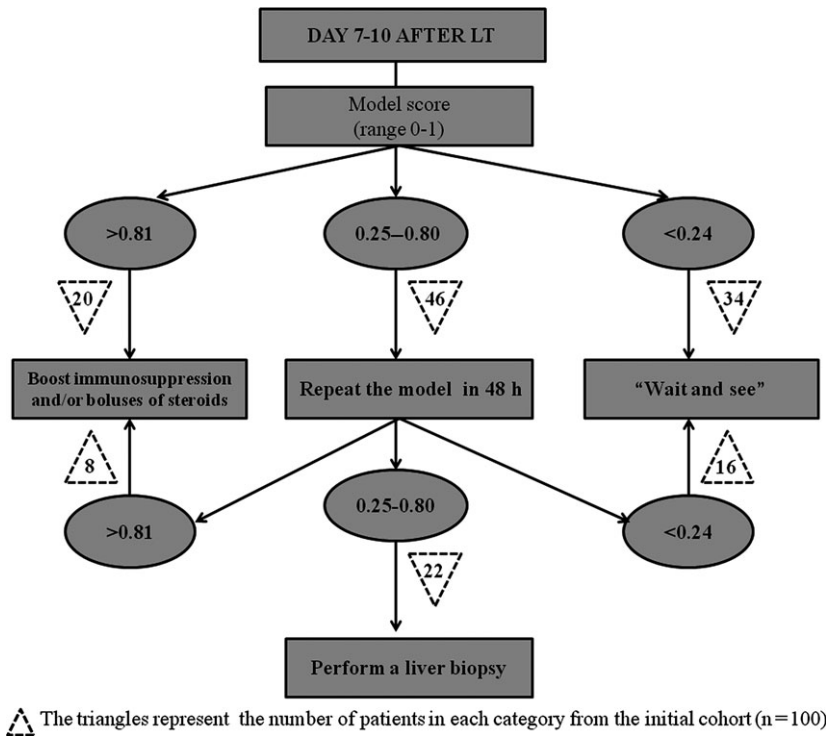 DAY 7-10 AFTER LT
Model score
(range 0-1)
>0.81
0.25–0.80
<0.24
20
46
34
Boost immunosuppression
and/or boluses of steroids
Repeat the model in 48 h
“Wait and see”
8
16
>0.81
0.25-0.80
<0.24
22
Perform a liver biopsy
The triangles represent the number of patients in each category from the initial cohort (n=100)